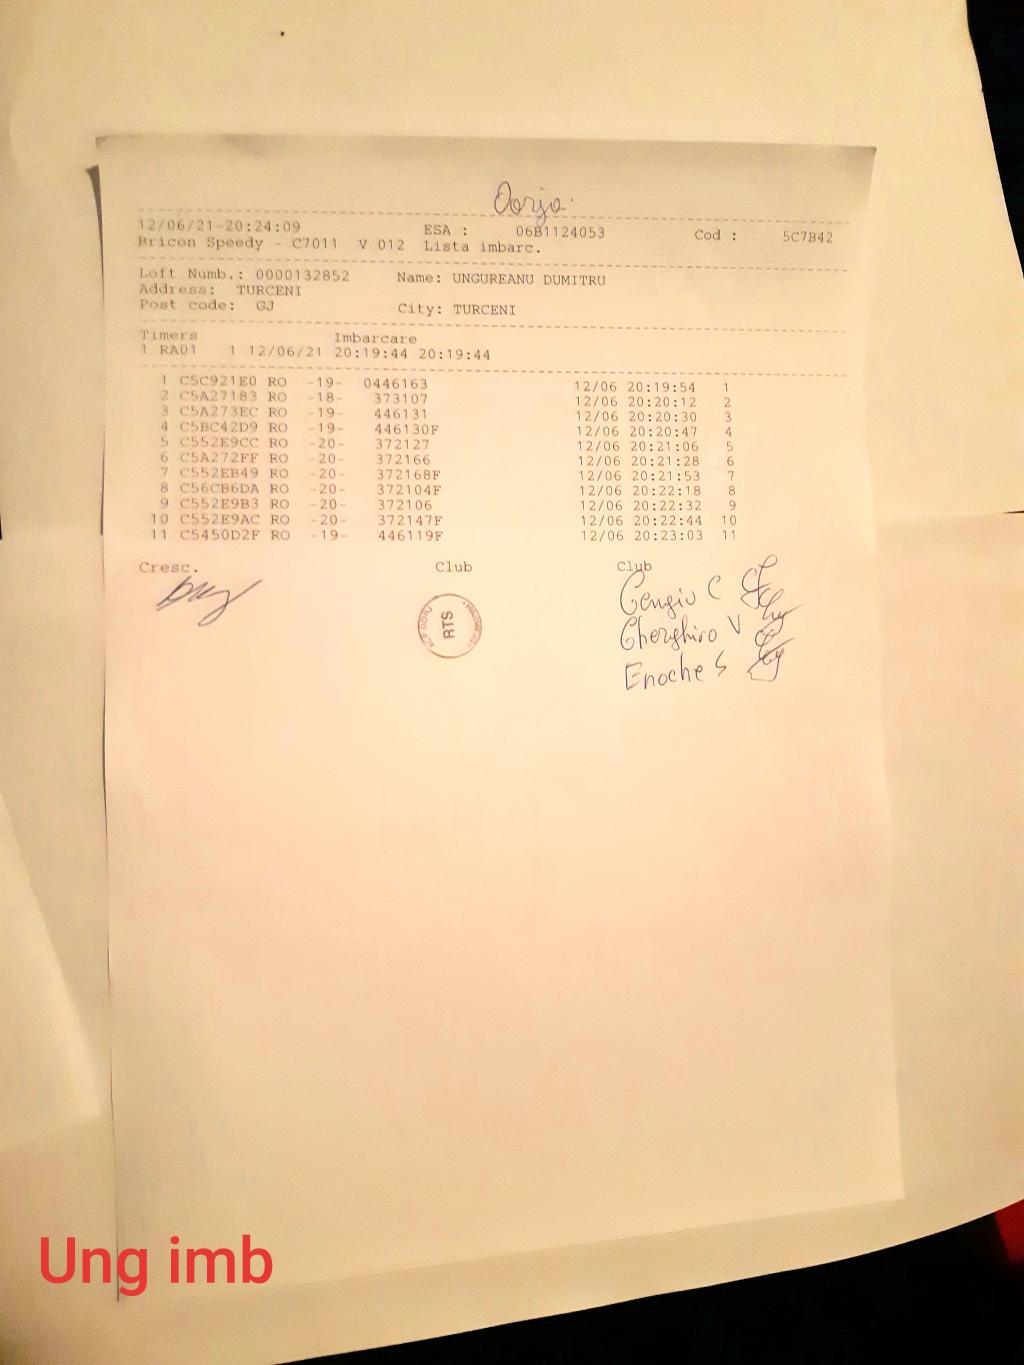 Oarja.
12/06/21-20:24:09 ESA : 06B1124053 Cod : 5C7B42
Bricon Speedy - C7011 V 012 Lista imbarc.
Loft Numb.: 0000132852 Name: UNGUREANU DUMITRU
Address: TURCENI
Post code: GJ City: TURCENI
Timers Imbarcare
1 RA01 1 12/06/21 20:19:44 20:19:44
1 C5C921E0 RO -19- 0446163 12/06 20:19:54 1
2 C5A27183 RO -18- 373107 12/06 20:20:12 2
3 C5A273EC RO -19- 446131 12/06 20:20:30 3
4 C5BC42D9 RO -19- 446130F 12/06 20:20:47 4
5 C552E9CC RO -20- 372127 12/06 20:21:06 5
6 C5A272FF RO -20- 372166 12/06 20:21:28 6
7 C552EB49 RO -20- 372168F 12/06 20:21:53 7
8 C56CB6DA RO -20- 372104F 12/06 20:22:18 8
9 C552E9B3 RO -20- 372106 12/06 20:22:32 9
10 C552E9AC RO -20- 372147F 12/06 20:22:44 10
11 C5450D2F RO -19- 446119F 12/06 20:23:03 11
Cresc. Club Club
RTS
Gengiu C
Gherghiro V
Enoche S
Ung imb